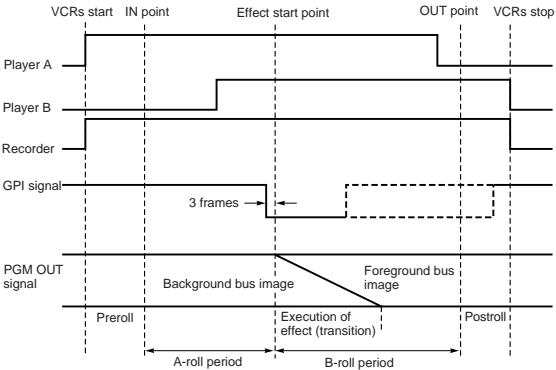 VCRs start
IN point
Effect start point
OUT point
VCRs stop
Player A
Player B
Recorder
GPI signal
3 frames
PGM OUT
signal
Background bus image
Foreground bus
image
Preroll
Execution of
effect (transition)
Postroll
A-roll period
B-roll period